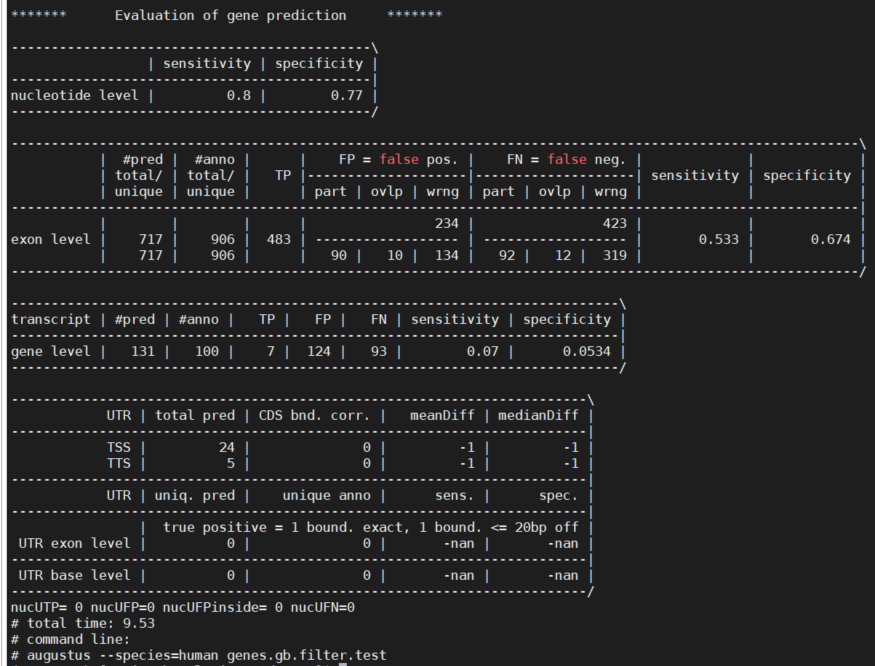 *******      Evaluation of gene prediction     *******
---------------------------------------------\
                 | sensitivity | specificity |
---------------------------------------------|
nucleotide level |         0.8 |        0.77 |
---------------------------------------------/
----------------------------------------------------------------------------------------------------------\
           |  #pred |  #anno |      |    FP = false pos. |    FN = false neg. |             |             |
           | total/ | total/ |   TP |--------------------|--------------------| sensitivity | specificity |
           | unique | unique |      | part | ovlp | wrng | part | ovlp | wrng |             |             |
----------------------------------------------------------------------------------------------------------|
           |        |        |      |                234 |                423 |             |             |
exon level |    717 |    906 |  483 | ------------------ | ------------------ |       0.533 |       0.674 |
           |    717 |    906 |      |   90 |   10 |  134 |   92 |   12 |  319 |             |             |
----------------------------------------------------------------------------------------------------------/
----------------------------------------------------------------------------\
transcript | #pred | #anno |   TP |   FP |   FN | sensitivity | specificity |
----------------------------------------------------------------------------|
gene level |   131 |   100 |    7 |  124 |   93 |        0.07 |      0.0534 |
----------------------------------------------------------------------------/
------------------------------------------------------------------------\
            UTR | total pred | CDS bnd. corr. |   meanDiff | medianDiff |
------------------------------------------------------------------------|
            TSS |         24 |              0 |         -1 |         -1 |
            TTS |          5 |              0 |         -1 |         -1 |
------------------------------------------------------------------------|
            UTR | uniq. pred |    unique anno |      sens. |      spec. |
------------------------------------------------------------------------|
                |  true positive = 1 bound. exact, 1 bound. <= 20bp off |
 UTR exon level |          0 |              0 |       -nan |       -nan |
------------------------------------------------------------------------|
 UTR base level |          0 |              0 |       -nan |       -nan |
------------------------------------------------------------------------/
nucUTP= 0 nucUFP=0 nucUFPinside= 0 nucUFN=0
# total time: 9.53
# command line:
# augustus --species=human genes.gb.filter.test